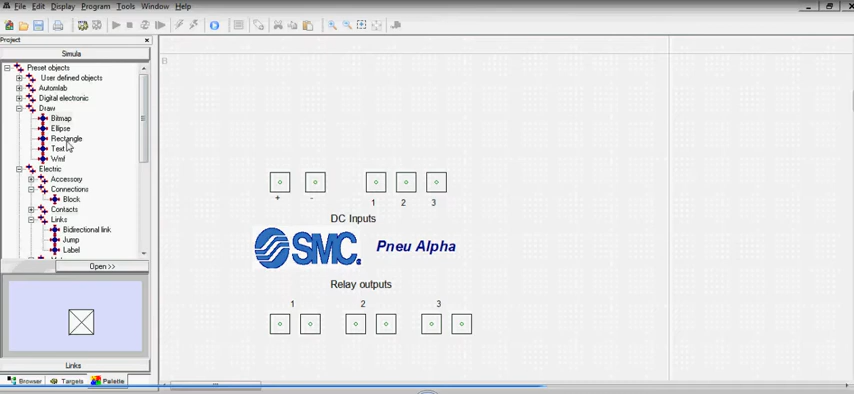 File Edit Display Program Tools Window Help
Project
Simula
Preset objects
User defined objects
Automlab
Digital electronic
Draw
Bitmap
Ellipse
Rectangle
Text
Wmf
Electric
Accessory
Connections
Block
Contacts
Links
Bidirectional link
Jump
Label
Open >>
Links
Browser Targets Palette
+ - 1 2 3
DC Inputs
SMC Pneu Alpha
Relay outputs
1 2 3